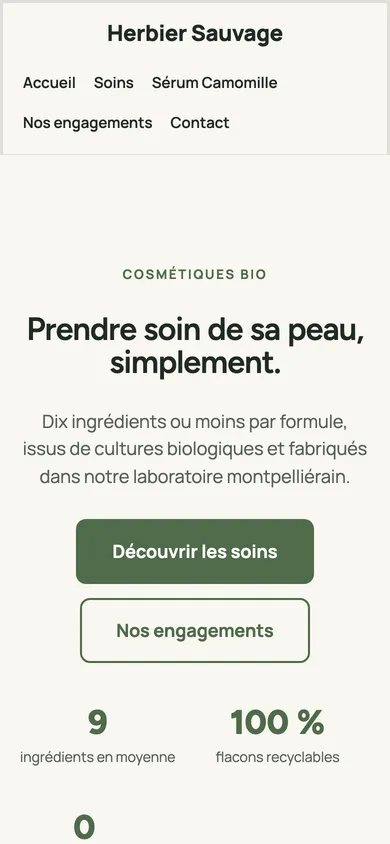 Herbier Sauvage
Accueil Soins Sérum Camomille
Nos engagements Contact
COSMÉTIQUES BIO
Prendre soin de sa peau,
simplement.
Dix ingrédients ou moins par formule,
issus de cultures biologiques et fabriqués
dans notre laboratoire montpelliérain.
Découvrir les soins
Nos engagements
9 100 %
ingrédients en moyenne flacons recyclables
0